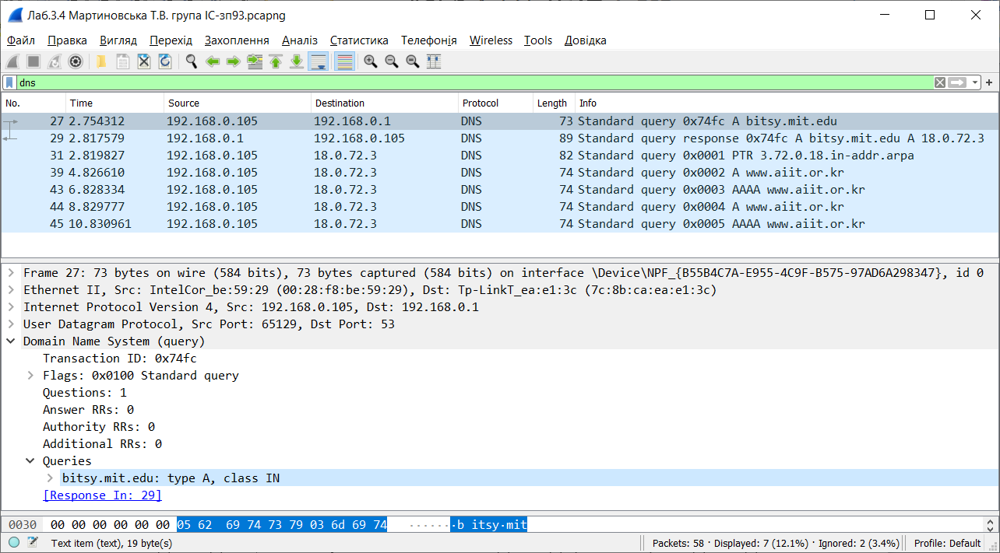 Лаб.3.4 Мартиновська Т.В. група ІС-зп93.pcapng
Файл Правка Вигляд Перехід Захоплення Аналіз Статистика Телефонія Wireless Tools Довідка
dns
No. Time Source Destination Protocol Length Info
27 2.754312 192.168.0.105 192.168.0.1 DNS 73 Standard query 0x74fc A bitsy.mit.edu
29 2.817579 192.168.0.1 192.168.0.105 DNS 89 Standard query response 0x74fc A bitsy.mit.edu A 18.0.72.3
31 2.819827 192.168.0.105 18.0.72.3 DNS 82 Standard query 0x0001 PTR 3.72.0.18.in-addr.arpa
39 4.826610 192.168.0.105 18.0.72.3 DNS 74 Standard query 0x0002 A www.aiit.or.kr
43 6.828334 192.168.0.105 18.0.72.3 DNS 74 Standard query 0x0003 AAAA www.aiit.or.kr
44 8.829777 192.168.0.105 18.0.72.3 DNS 74 Standard query 0x0004 A www.aiit.or.kr
45 10.830961 192.168.0.105 18.0.72.3 DNS 74 Standard query 0x0005 AAAA www.aiit.or.kr
Frame 27: 73 bytes on wire (584 bits), 73 bytes captured (584 bits) on interface \Device\NPF_{B55B4C7A-E955-4C9F-B575-97AD6A298347}, id 0
Ethernet II, Src: IntelCor_be:59:29 (00:28:f8:be:59:29), Dst: Tp-LinkT_ea:e1:3c (7c:8b:ca:ea:e1:3c)
Internet Protocol Version 4, Src: 192.168.0.105, Dst: 192.168.0.1
User Datagram Protocol, Src Port: 65129, Dst Port: 53
Domain Name System (query)
Transaction ID: 0x74fc
Flags: 0x0100 Standard query
Questions: 1
Answer RRs: 0
Authority RRs: 0
Additional RRs: 0
Queries
bitsy.mit.edu: type A, class IN
[Response In: 29]
0030 00 00 00 00 00 00 05 62 69 74 73 79 03 6d 69 74 ·······b itsy·mit
Text item (text), 19 byte(s) Packets: 58 · Displayed: 7 (12.1%) · Ignored: 2 (3.4%) Profile: Default